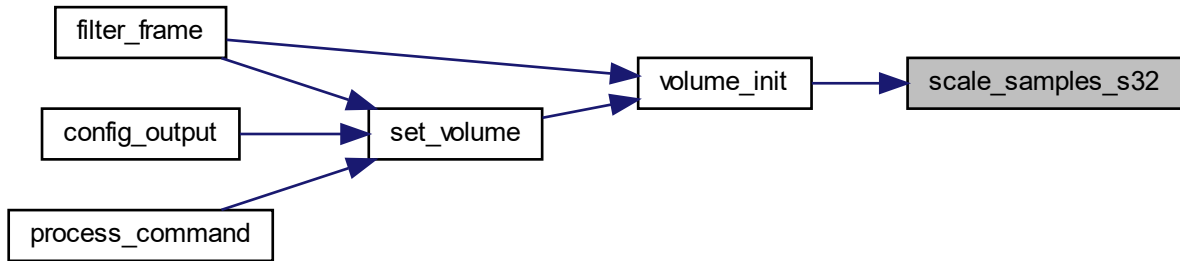 filter_frame
volume_init
scale_samples_s32
config_output
set_volume
process_command